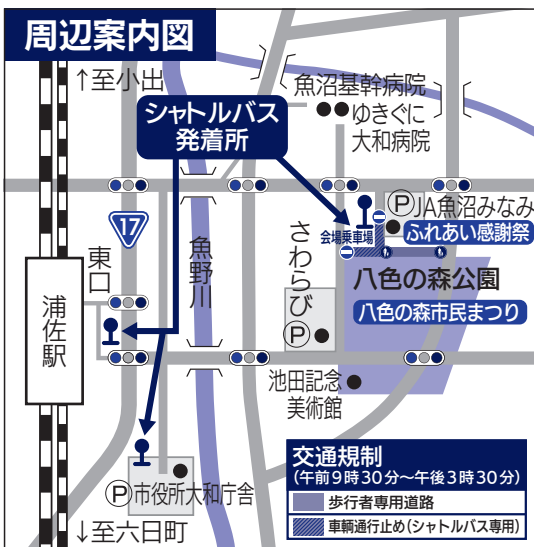 周辺案内図
↑至小出
魚沼基幹病院
ゆきぐに
大和病院
シャトルバス
発着所
17
Ⓟ JA魚沼みなみ
ふれあい感謝祭
会場乗車場
東口
魚野川
さわらび
Ⓟ
八色の森公園
八色の森市民まつり
浦佐駅
池田記念
美術館
Ⓟ市役所大和庁舎
↓至六日町
交通規制
(午前9時30分~午後3時30分)
歩行者専用道路
車輌通行止め(シャトルバス専用)